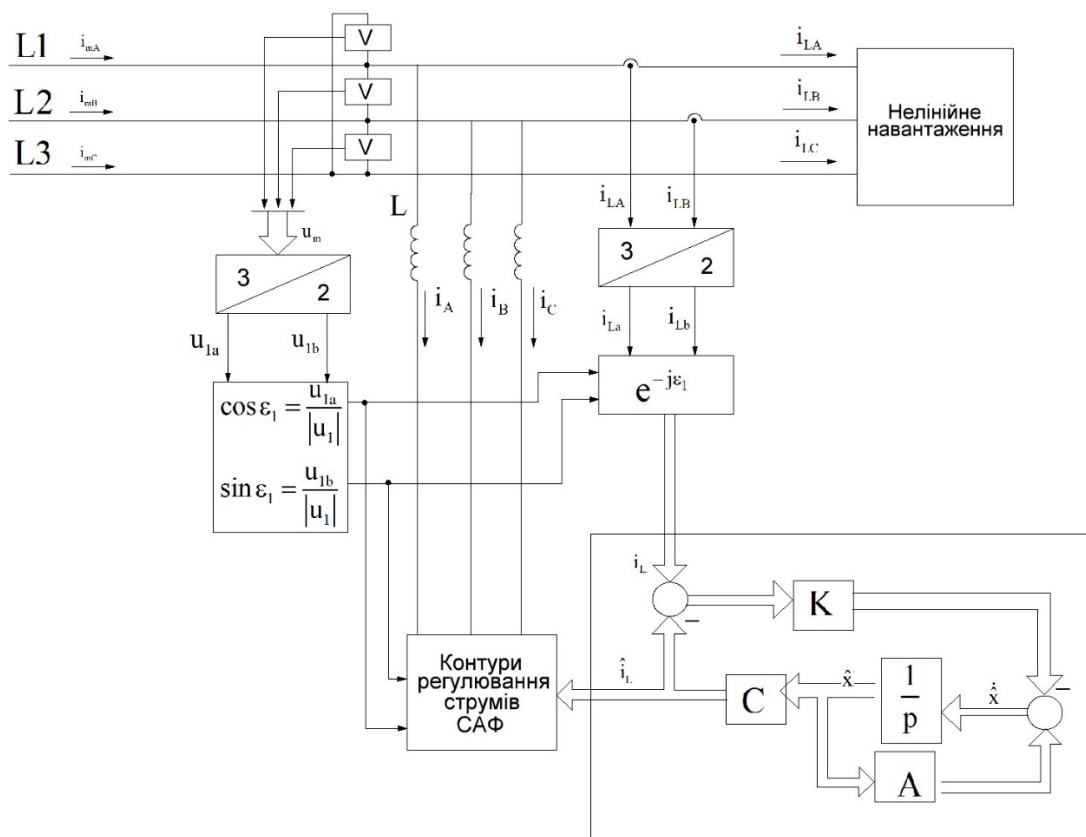 L1
i_mA
V
i_LA
L2
i_mB
V
i_LB
Нелінійне
навантаження
L3
i_mC
V
i_LC
L
i_LA
i_LB
u_m
3
2
3
2
i_A
i_B
i_C
i_La
i_Lb
u_1a
u_1b
e^{-jε_1}
cos ε_1 = u_1a / |u_1|
sin ε_1 = u_1b / |u_1|
i_L
−
K
Контури
регулювання
струмів
САФ
î_L
C
x̂
1
p
x̂̇
−
A